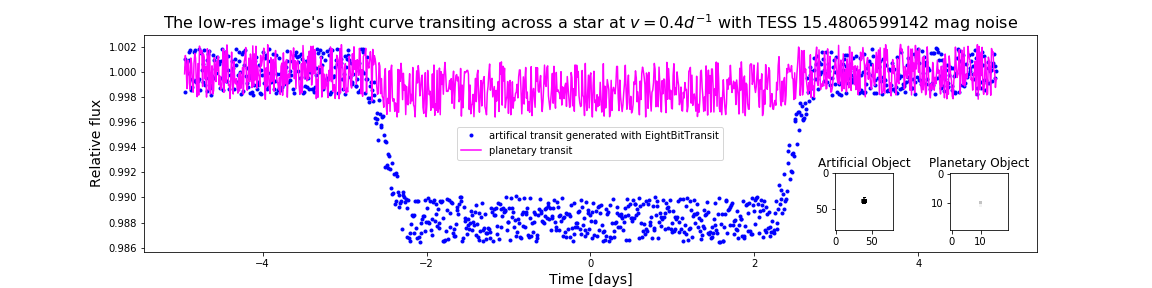 The low-res image's light curve transiting across a star at v = 0.4d⁻¹ with TESS 15.4806599142 mag noise
Relative flux
1.002
1.000
0.998
0.996
0.994
0.992
0.990
0.988
0.986
artifical transit generated with EightBitTransit
planetary transit
Artificial Object
0
50
0 50
Planetary Object
0
10
0 10
−4 −2 0 2 4
Time [days]